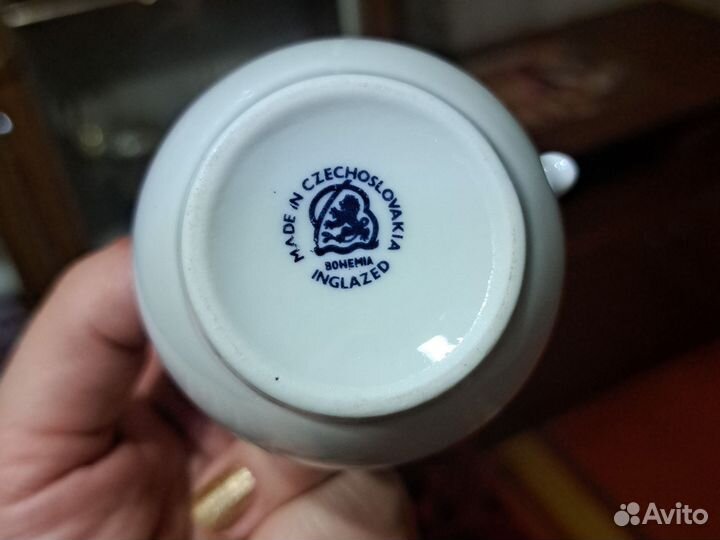 MADE IN CZECHOSLOVAKIA
BOHEMIA
INGLAZED
Avito